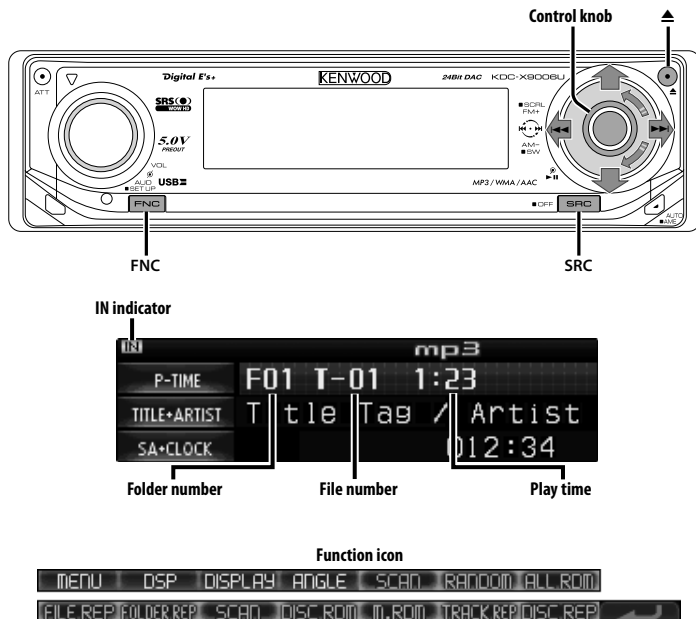 Control knob
ATT
Digital E's+
KENWOOD
24Bit DAC KDC-X9006U
SRS(●)
WOW HD
5.0V
PREOUT
VOL
AUD
■SET UP
USB
■SCRL
FM+
AM−
■SW
MP3 / WMA / AAC
FNC
■OFF
SRC
AUTO
■AME
FNC
SRC
IN indicator
IN
mp3
P-TIME
F01 T-01 1:23
TITLE+ARTIST
Title Tag / Artist
SA+CLOCK
12:34
Folder number
File number
Play time
Function icon
MENU DSP DISPLAY ANGLE SCAN RANDOM ALL.RDM
FILE REP FOLDER REP SCAN DISC RDM M.RDM TRACK REP DISC REP